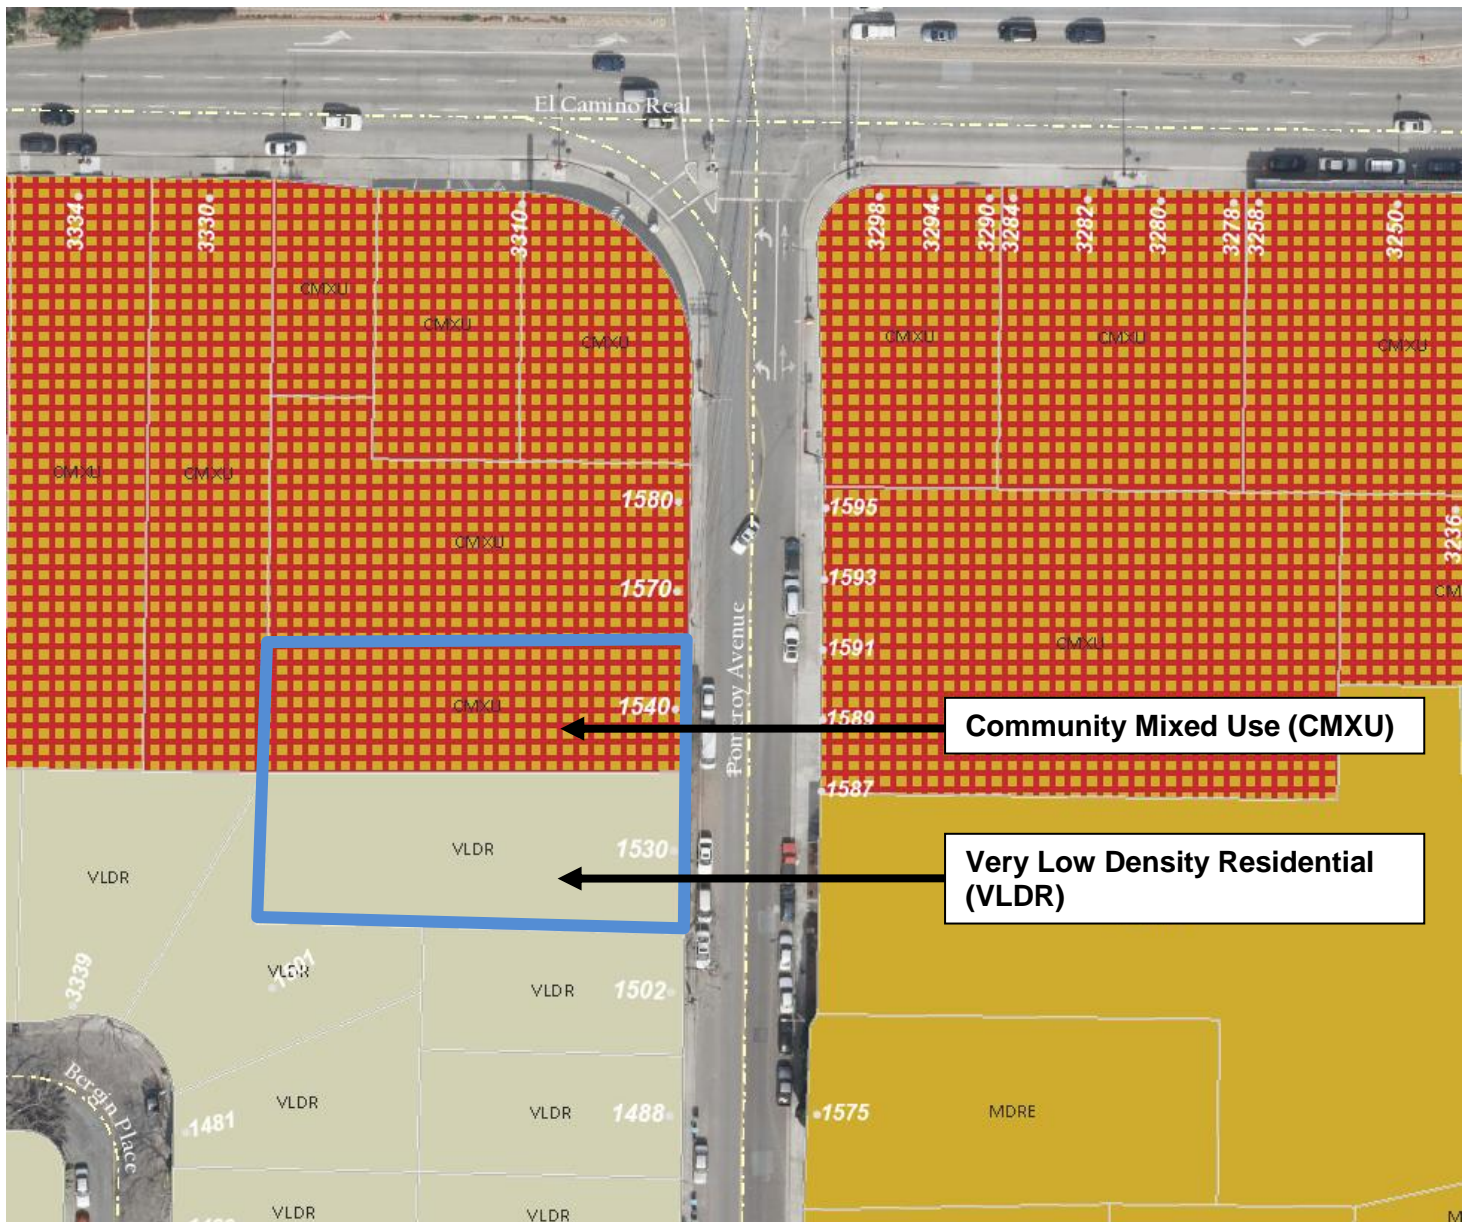 El Camino Real
3334
3330
3310
3298
3294
3290
3284
3282
3280
3278
3258
3250
CMXU
CMXU
CMXU
CMXU
CMXU
CMXU
CMXU
CMXU
CMXU
1580
1595
3236
CMXU
1593
1570
CM
Pomeroy Avenue
1591
CMXU
CMXU
1540
1589
Community Mixed Use (CMXU)
1587
VLDR
1530
Very Low Density Residential
(VLDR)
VLDR
3339
VLDR
VLDR
1502
Bergin Place
VLDR
VLDR
1488
1575
MDRE
1481
VLDR
VLDR
M